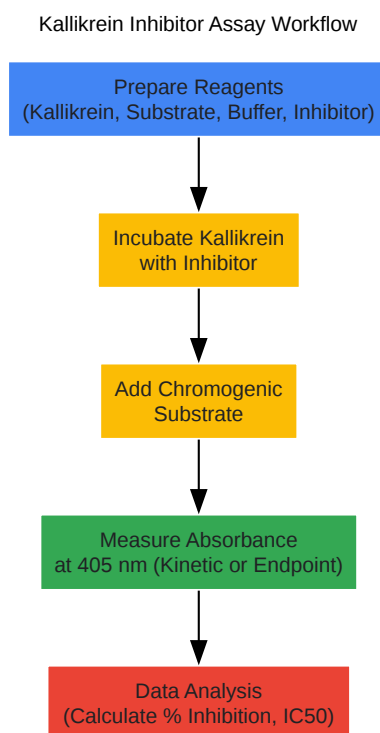 Kallikrein Inhibitor Assay Workflow
Prepare Reagents
(Kallikrein, Substrate, Buffer, Inhibitor)
Incubate Kallikrein
with Inhibitor
Add Chromogenic
Substrate
Measure Absorbance
at 405 nm (Kinetic or Endpoint)
Data Analysis
(Calculate % Inhibition, IC50)